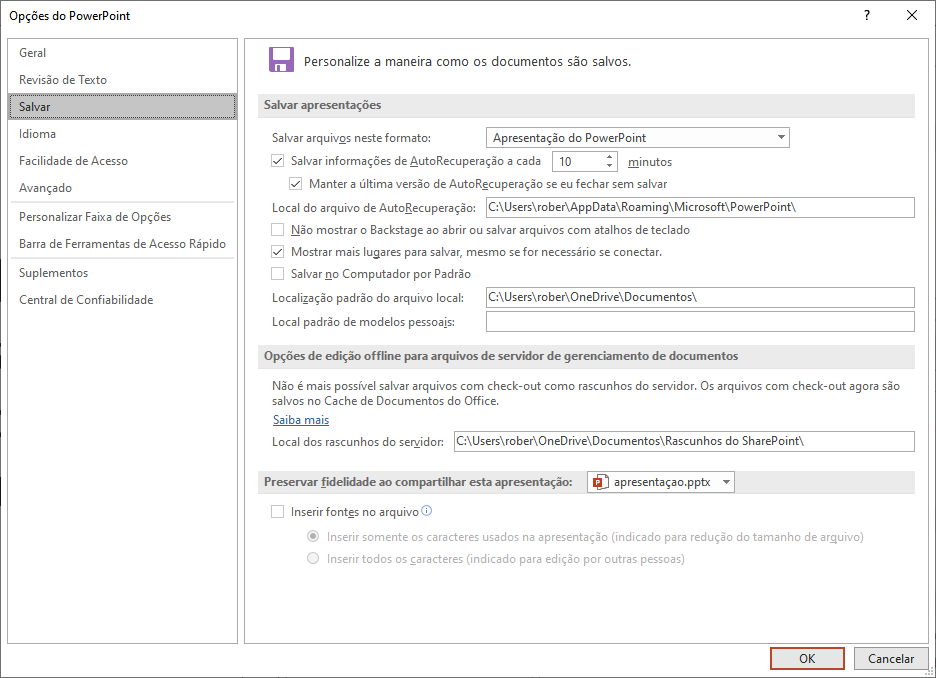 Opções do PowerPoint
?
Geral
Revisão de Texto
Salvar
Idioma
Facilidade de Acesso
Avançado
Personalizar Faixa de Opções
Barra de Ferramentas de Acesso Rápido
Suplementos
Central de Confiabilidade
Personalize a maneira como os documentos são salvos.
Salvar apresentações
Salvar arquivos neste formato: Apresentação do PowerPoint
Salvar informações de AutoRecuperação a cada 10 minutos
Manter a última versão de AutoRecuperação se eu fechar sem salvar
Local do arquivo de AutoRecuperação: C:\Users\rober\AppData\Roaming\Microsoft\PowerPoint\
Não mostrar o Backstage ao abrir ou salvar arquivos com atalhos de teclado
Mostrar mais lugares para salvar, mesmo se for necessário se conectar.
Salvar no Computador por Padrão
Localização padrão do arquivo local: C:\Users\rober\OneDrive\Documentos\
Local padrão de modelos pessoais:
Opções de edição offline para arquivos de servidor de gerenciamento de documentos
Não é mais possível salvar arquivos com check-out como rascunhos do servidor. Os arquivos com check-out agora são
salvos no Cache de Documentos do Office.
Saiba mais
Local dos rascunhos do servidor: C:\Users\rober\OneDrive\Documentos\Rascunhos do SharePoint\
Preservar fidelidade ao compartilhar esta apresentação: apresentaçao.pptx
Inserir fontes no arquivo
Inserir somente os caracteres usados na apresentação (indicado para redução do tamanho de arquivo)
Inserir todos os caracteres (indicado para edição por outras pessoas)
OK Cancelar